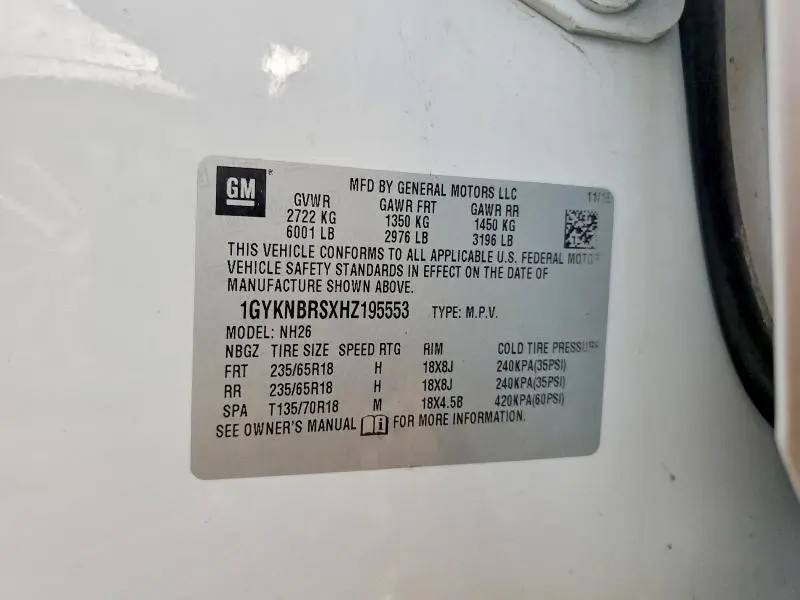 GM ®
MFD BY GENERAL MOTORS LLC
GVWR GAWR FRT GAWR RR
2722 KG 1350 KG 1450 KG
6001 LB 2976 LB 3196 LB
THIS VEHICLE CONFORMS TO ALL APPLICABLE U.S. FEDERAL MOTOR
VEHICLE SAFETY STANDARDS IN EFFECT ON THE DATE OF
MANUFACTURE SHOWN ABOVE.
1GYKNBRSXHZ195553 TYPE: M.P.V.
MODEL: NH26
NBGZ TIRE SIZE SPEED RTG RIM COLD TIRE PRESSURE
FRT 235/65R18 H 18X8J 240KPA(35PSI)
RR 235/65R18 H 18X8J 240KPA(35PSI)
SPA T135/70R18 M 18X4.5B 420KPA(60PSI)
SEE OWNER'S MANUAL i FOR MORE INFORMATION.